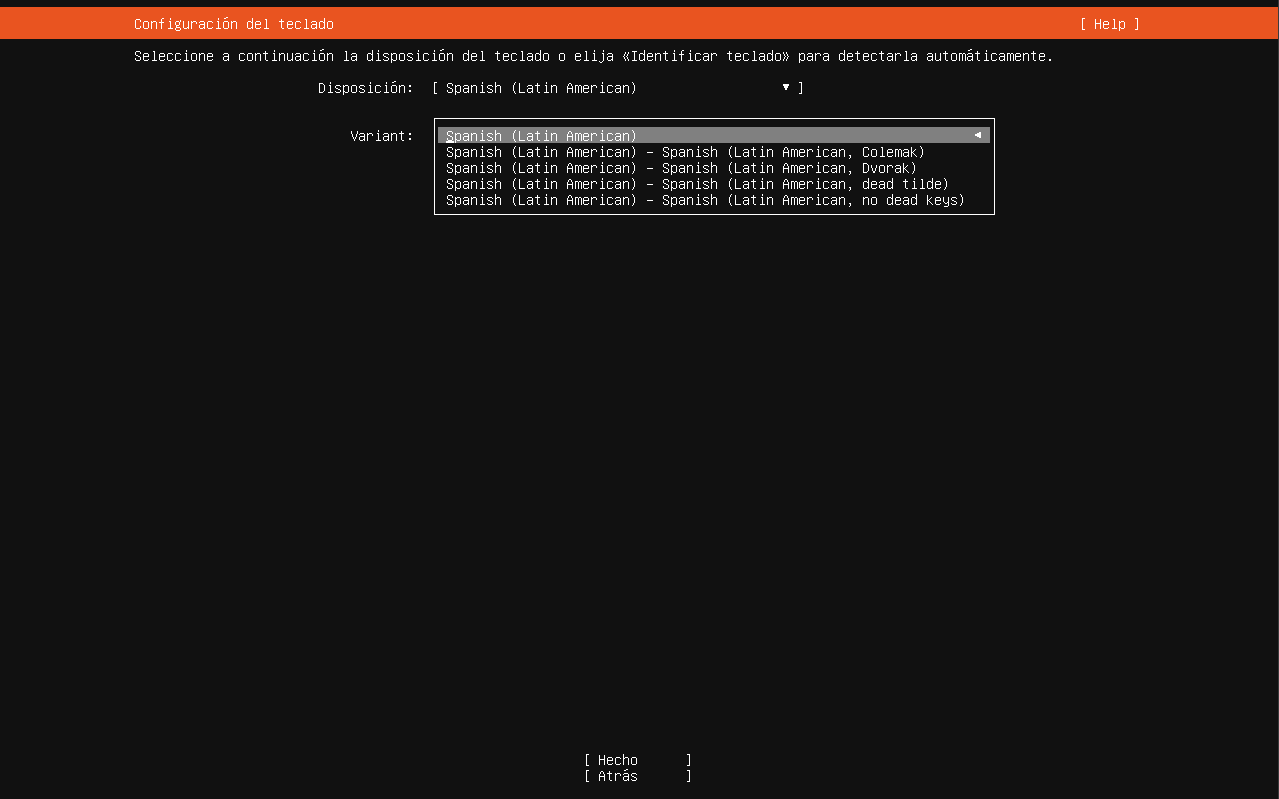 Configuración del teclado [ Help ]
Seleccione a continuación la disposición del teclado o elija «Identificar teclado» para detectarla automáticamente.
Disposición: [ Spanish (Latin American) ▾ ]
Variant: Spanish (Latin American) ◂
Spanish (Latin American) – Spanish (Latin American, Colemak)
Spanish (Latin American) – Spanish (Latin American, Dvorak)
Spanish (Latin American) – Spanish (Latin American, dead tilde)
Spanish (Latin American) – Spanish (Latin American, no dead keys)
[ Hecho ]
[ Atrás ]